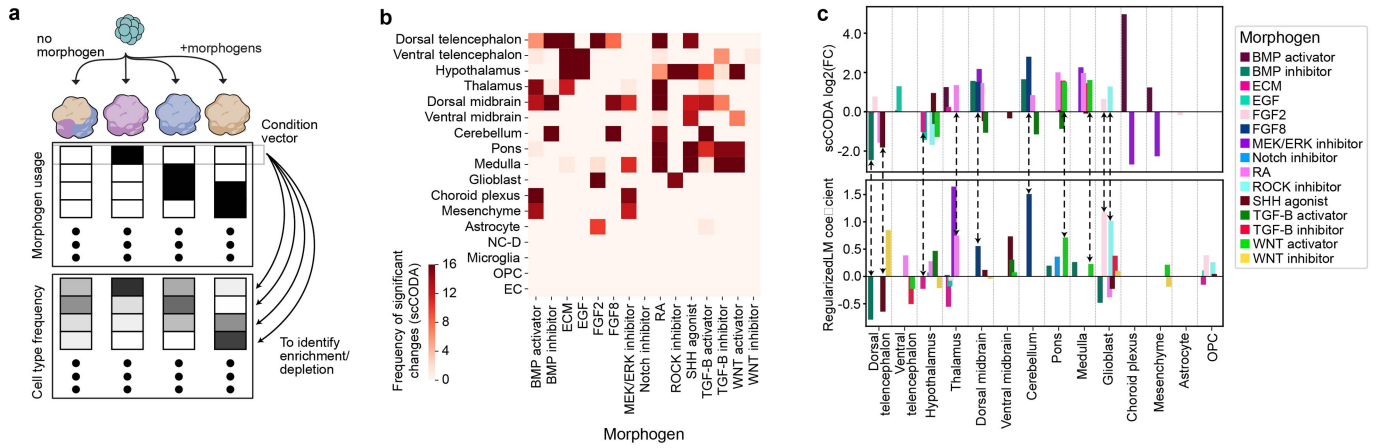 a
no
morphogen
+morphogens
Condition
vector
Morphogen usage
Cell type frequency
To identify
enrichment/
depletion
b
Dorsal telencephalon
Ventral telencephalon
Hypothalamus
Thalamus
Dorsal midbrain
Ventral midbrain
Cerebellum
Pons
Medulla
Glioblast
Choroid plexus
Mesenchyme
Astrocyte
NC-D
Microglia
OPC
EC
Frequency of significant
changes (scCODA)
16
12
8
4
0
BMP activator
BMP inhibitor
ECM
EGF
FGF2
FGF8
MEK/ERK inhibitor
Notch inhibitor
RA
ROCK inhibitor
SHH agonist
TGF-B activator
TGF-B inhibitor
WNT activator
WNT inhibitor
Morphogen
c
scCODA log2(FC)
4.0
2.0
0.0
-2.0
RegularizedLM coe□cient
1.5
1.0
0.5
0.0
-0.5
Dorsal
telencephalon
Ventral
telencephalon
Hypothalamus
Thalamus
Dorsal midbrain
Ventral midbrain
Cerebellum
Pons
Medulla
Glioblast
Choroid plexus
Mesenchyme
Astrocyte
OPC
Morphogen
BMP activator
BMP inhibitor
ECM
EGF
FGF2
FGF8
MEK/ERK inhibitor
Notch inhibitor
RA
ROCK inhibitor
SHH agonist
TGF-B activator
TGF-B inhibitor
WNT activator
WNT inhibitor